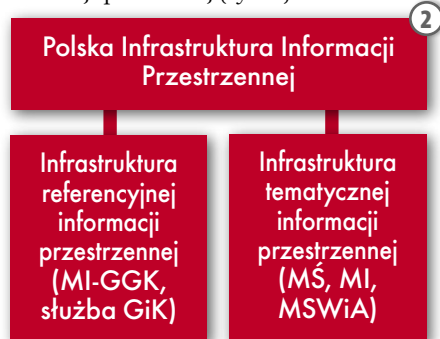 2
Polska Infrastruktura Informacji
Przestrzennej
Infrastruktura
referencyjnej
informacji
przestrzennej
(MI-GGK,
służba GiK)
Infrastruktura
tematycznej
informacji
przestrzennej
(MŚ, MI,
MSWiA)